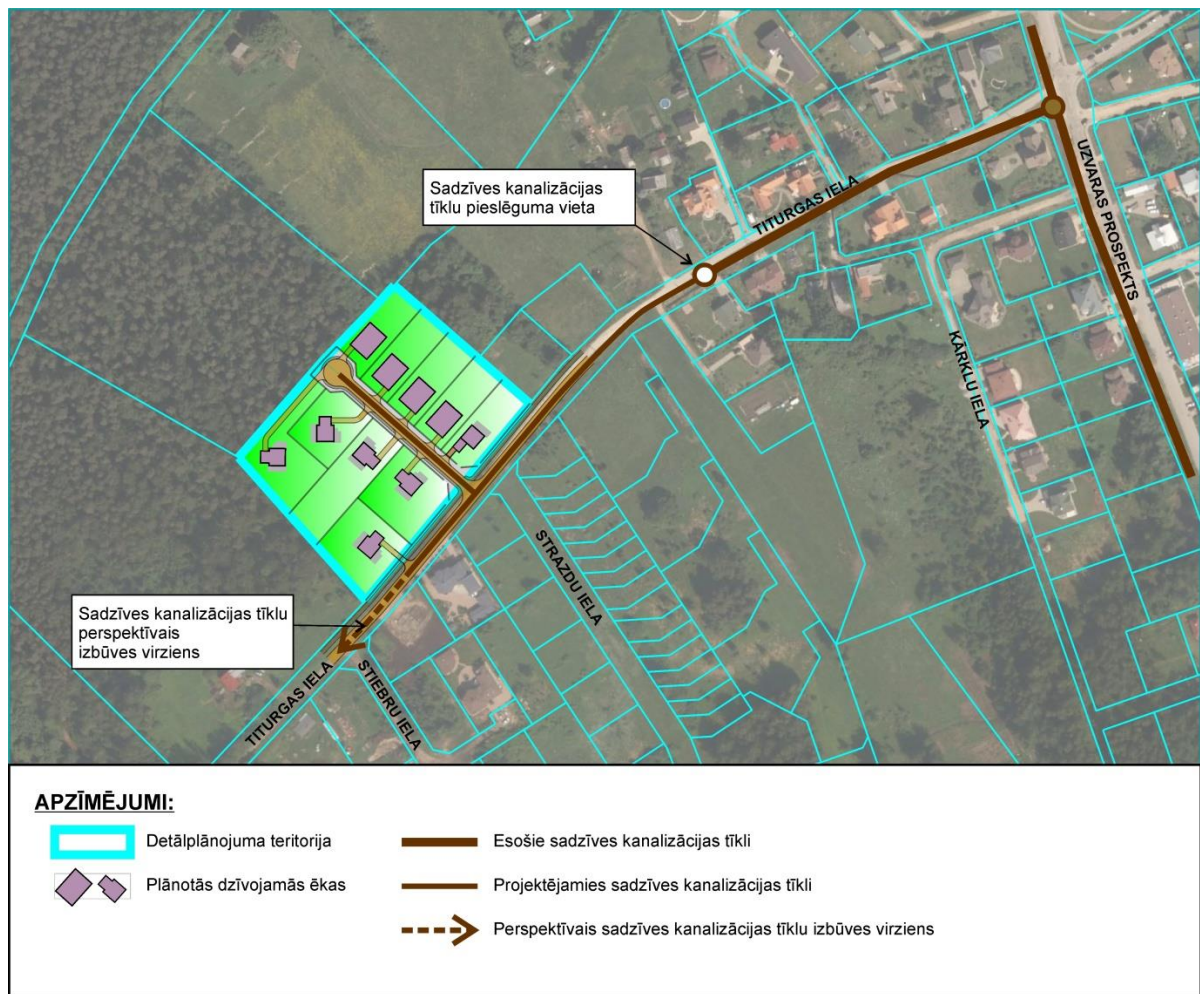 Sadzīves kanalizācijas
tīklu pieslēguma vieta
TITURGAS IELA
UZVARAS PROSPEKTS
KĀRKLU IELA
STRAZDU IELA
Sadzīves kanalizācijas tīklu
perspektīvais
izbūves virziens
TITURGAS IELA
STIEBRU IELA
APZĪMĒJUMI:
Detālplānojuma teritorija
Esošie sadzīves kanalizācijas tīkli
Plānotās dzīvojamās ēkas
Projektējamies sadzīves kanalizācijas tīkli
Perspektīvais sadzīves kanalizācijas tīklu izbūves virziens